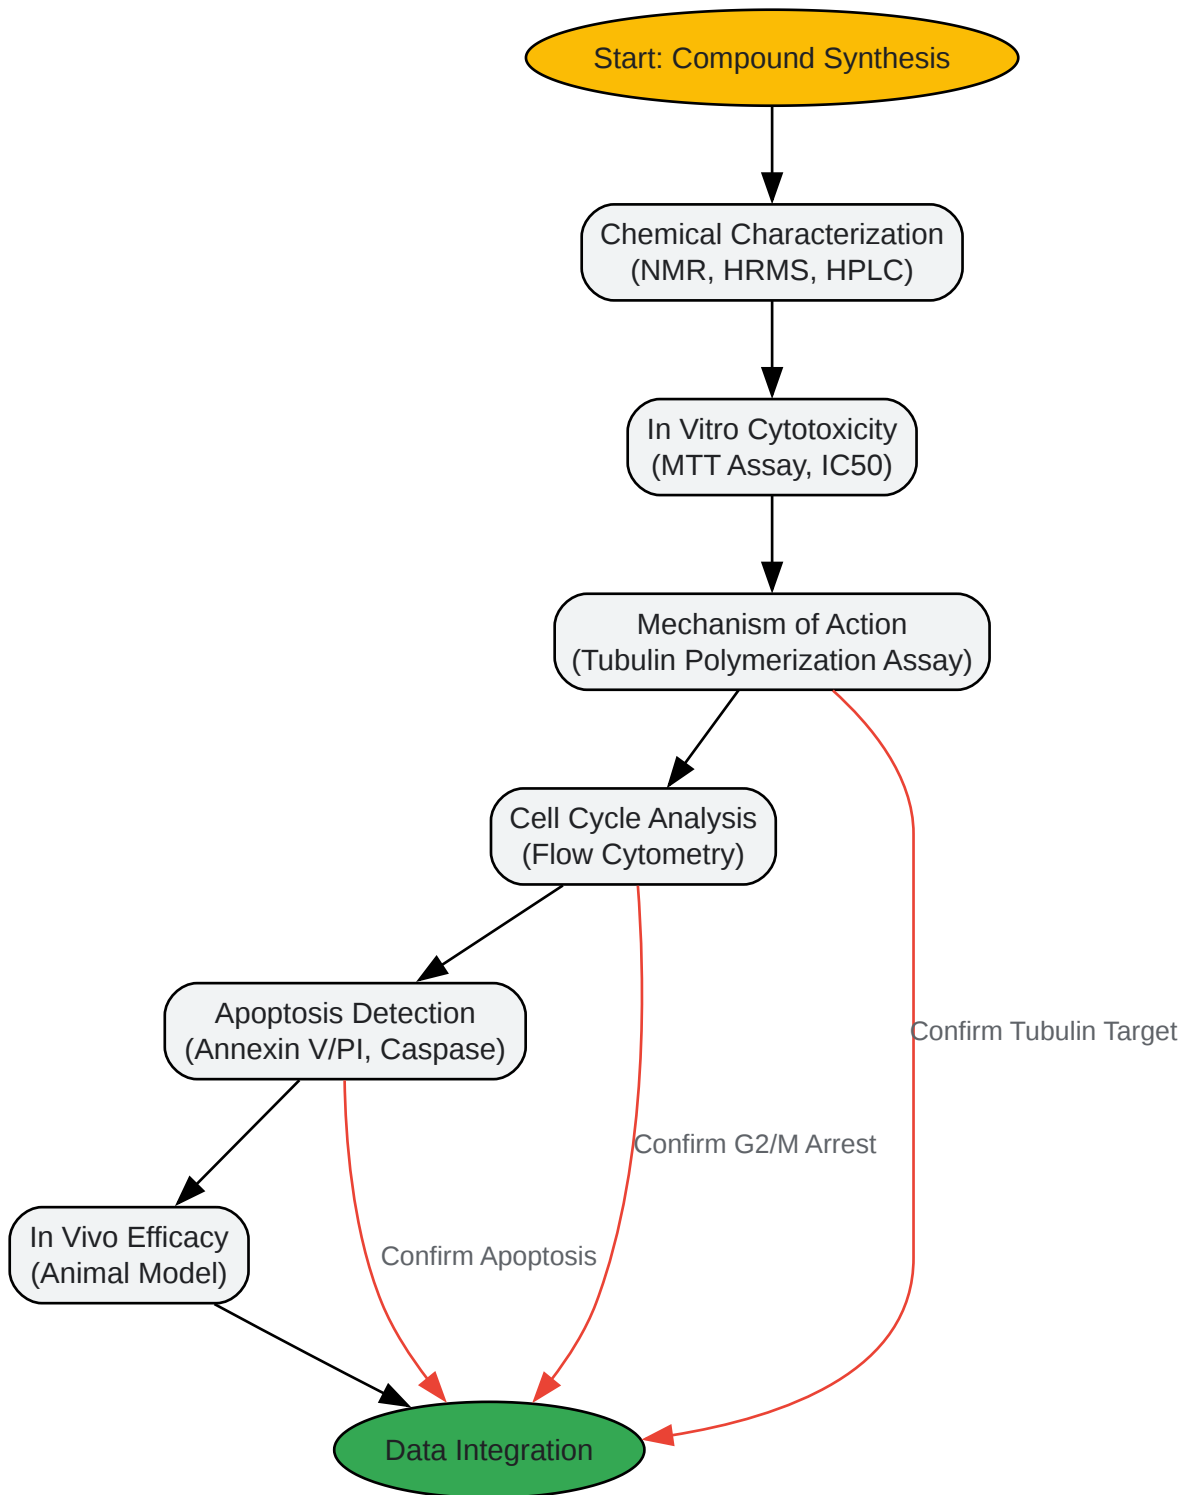 Start: Compound Synthesis
Chemical Characterization
(NMR, HRMS, HPLC)
In Vitro Cytotoxicity
(MTT Assay, IC50)
Mechanism of Action
(Tubulin Polymerization Assay)
Cell Cycle Analysis
(Flow Cytometry)
Apoptosis Detection
(Annexin V/PI, Caspase)
Confirm Tubulin Target
Confirm G2/M Arrest
In Vivo Efficacy
(Animal Model)
Confirm Apoptosis
Data Integration